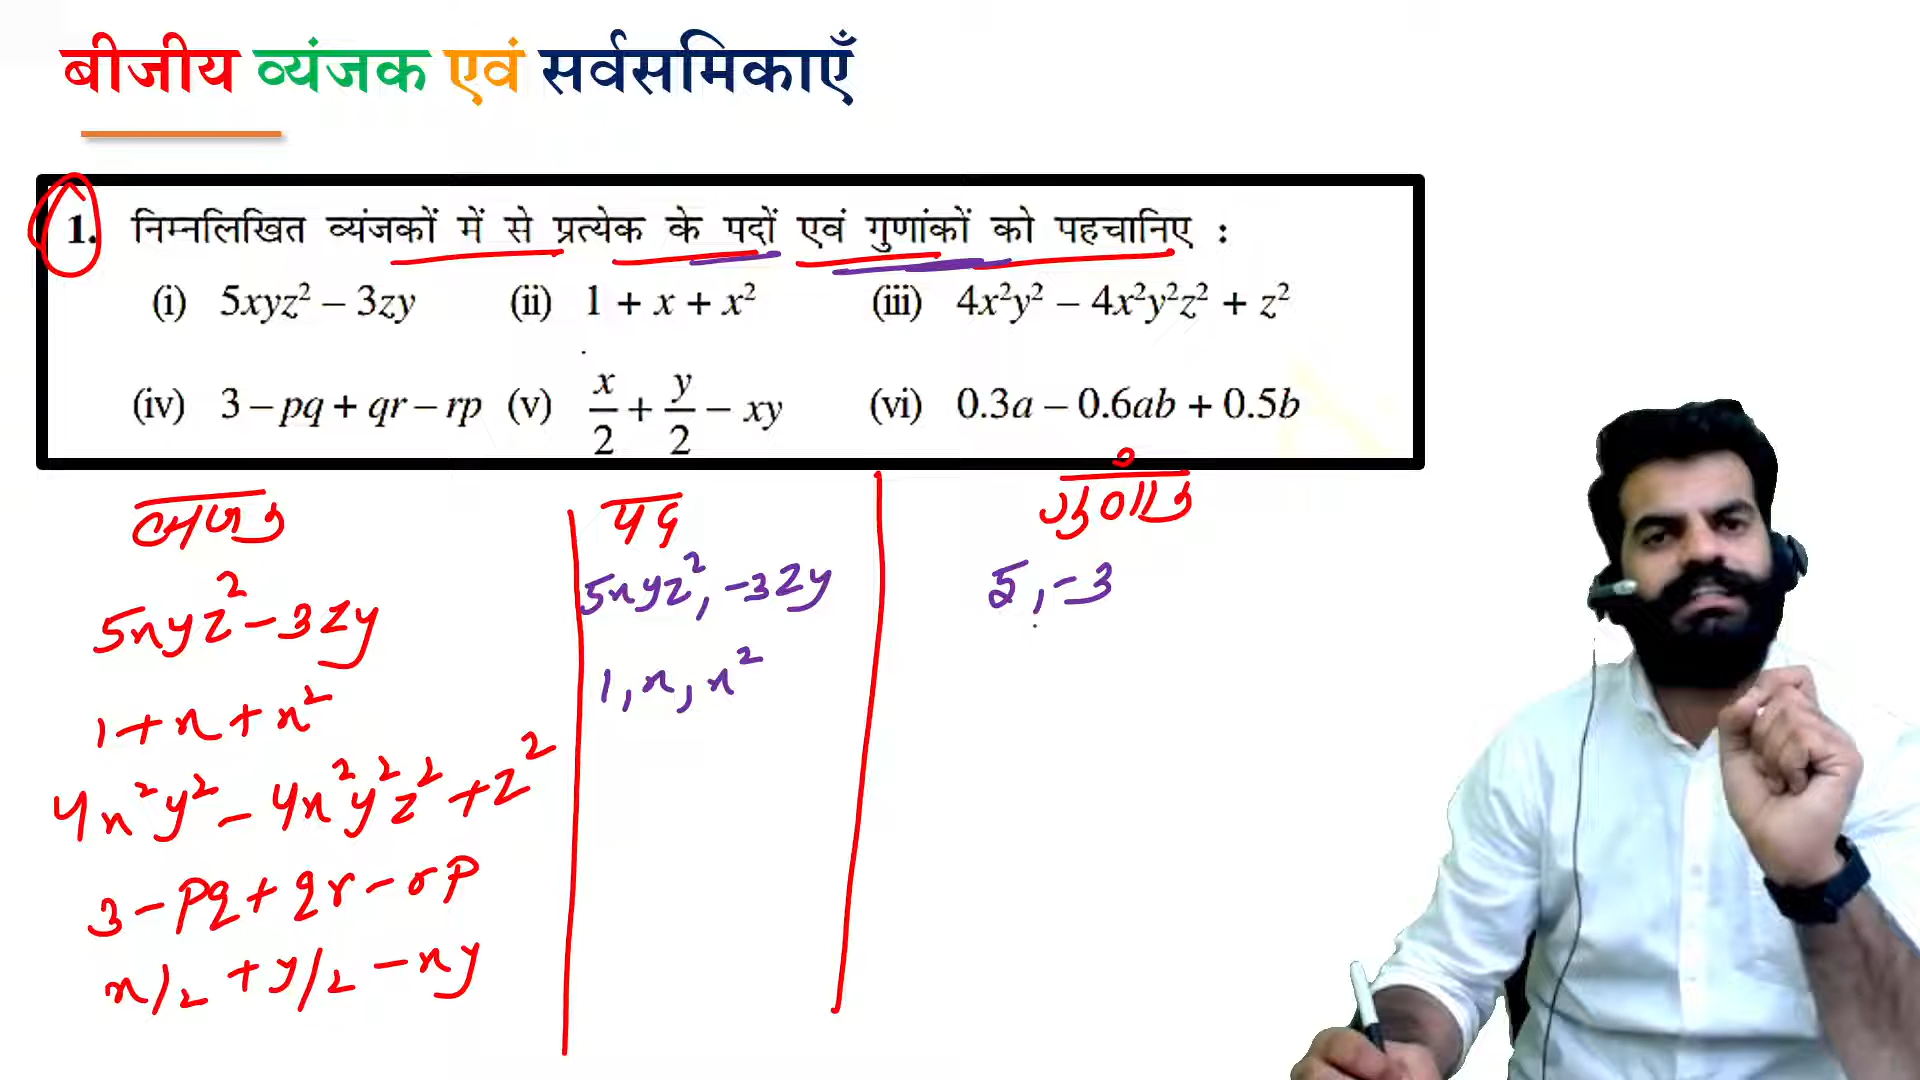 बीजीय व्यंजक एवं सर्वसमिकाएँ
1. निम्नलिखित व्यंजकों में से प्रत्येक के पदों एवं गुणांकों को पहचानिए :
(i) 5xyz² – 3zy (ii) 1 + x + x² (iii) 4x²y² – 4x²y²z² + z²
(iv) 3 – pq + qr – rp (v) x/2 + y/2 – xy (vi) 0.3a – 0.6ab + 0.5b
व्यंजक पद गुणांक
5xyz² – 3zy 5xyz², –3zy 5, –3
1 + x + x² 1, x, x²
4x²y² – 4x²y²z² + z²
3 – pq + qr – rp
x/2 + y/2 – xy